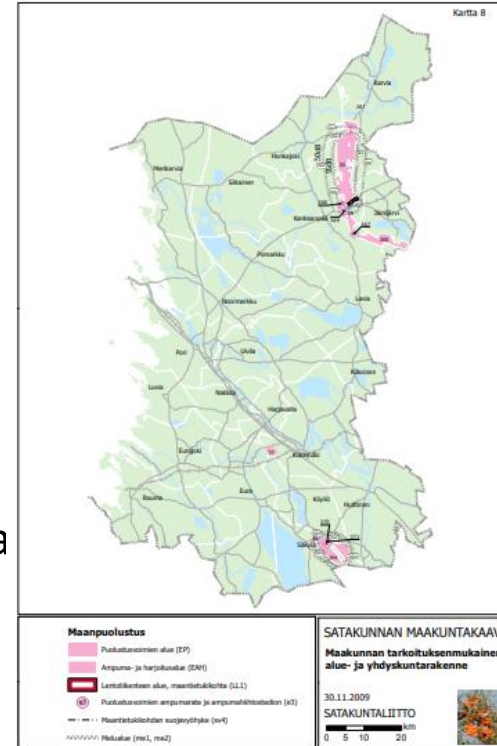 Kartta 8
Karvia
Honkajoki
Merikarvia
Siikainen
Kankaanpää
Jämijärvi
Pomarkku
Lavia
Noormarkku
Pori
Ulvila
Kiikoinen
Luvia
Nakkila
Harjavalta
Eurajoki
Kokemäki
Rauma
Eura
Köyliö
Huittinen
Säkylä
a
Maanpuolustus
Puolustusvoimien alue (EP)
Ampuma- ja harjoitusalue (EAH)
Lentoliikenteen alue, maantietukikohta (LL1)
Puolustusvoimien ampumarata ja ampumahiihtostadion (e3)
Maantietukikohdan suojavyöhyke (sv4)
Melualue (me1, me2)
SATAKUNNAN MAAKUNTAKAAV
Maakunnan tarkoituksenmukainen
alue- ja yhdyskuntarakenne
30.11.2009
SATAKUNTALIITTO
km
0 5 10 20